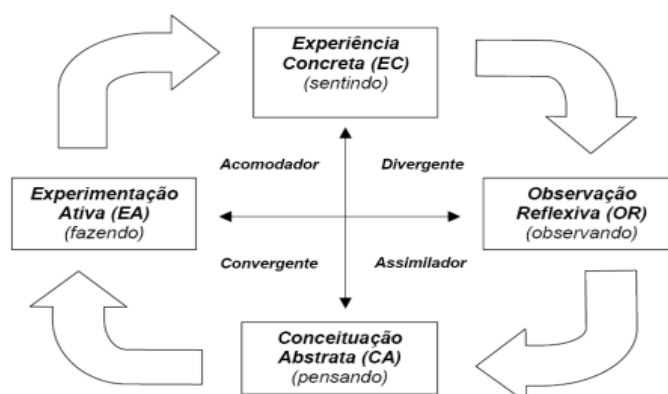 Experiência
Concreta (EC)
(sentindo)
Acomodador
Divergente
Experimentação
Ativa (EA)
(fazendo)
Observação
Reflexiva (OR)
(observando)
Convergente
Assimilador
Conceituação
Abstrata (CA)
(pensando)